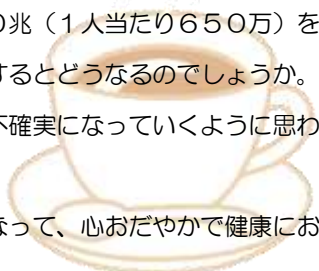 ０兆（１人当たり６５０万）を
するとどうなるのでしょうか。
不確実になっていくように思わ
なって、心おだやかで健康にお